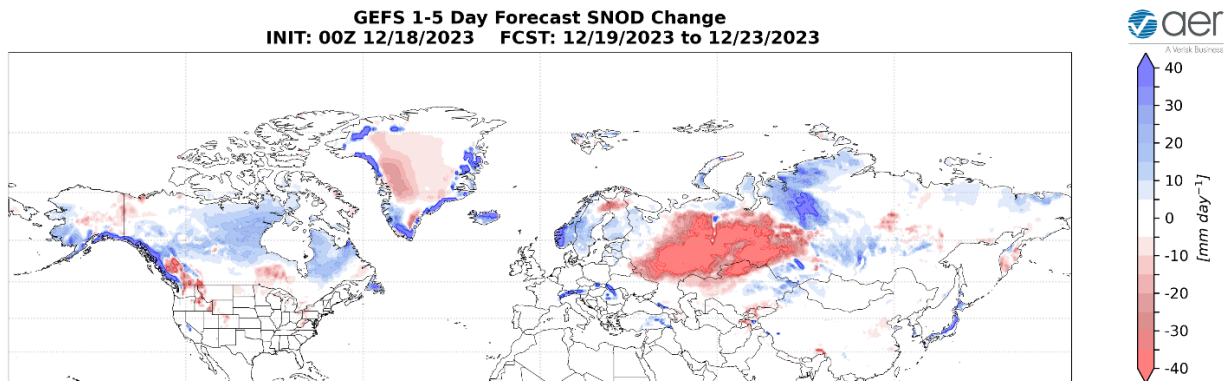 GEFS 1-5 Day Forecast SNOD Change
INIT: 00Z 12/18/2023    FCST: 12/19/2023 to 12/23/2023
aer
A Verisk Business
40
30
20
10
0
-10
-20
-30
-40
[mm day⁻¹]